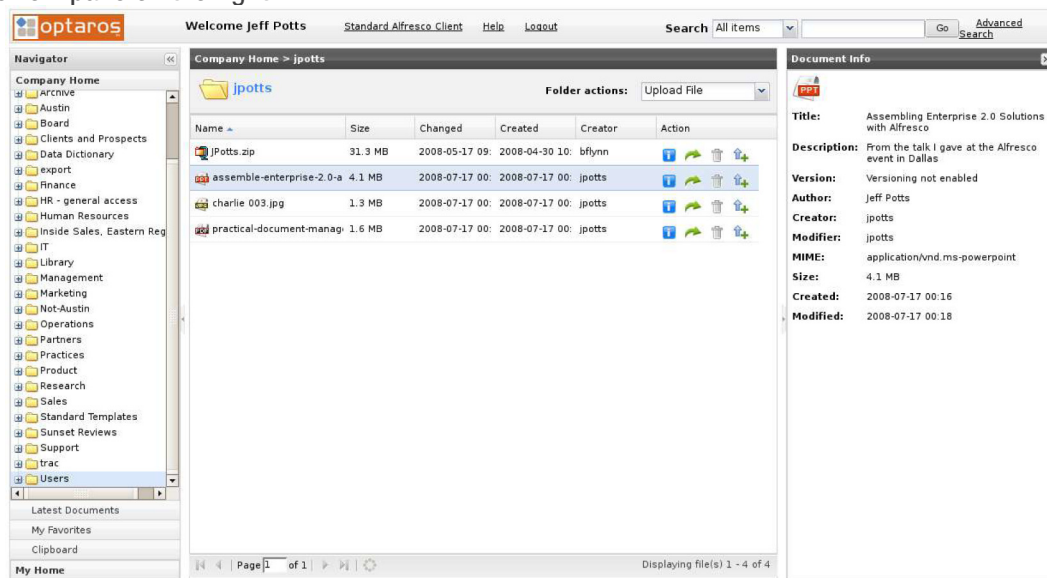 optaros
Welcome Jeff Potts
Standard Alfresco Client
Help
Logout
Search
All items
Go
Advanced
Search
Navigator
Company Home
Archive
Austin
Board
Clients and Prospects
Data Dictionary
export
Finance
HR - general access
Human Resources
Inside Sales, Eastern Reg
IT
Library
Management
Marketing
Not-Austin
Operations
Partners
Practices
Product
Research
Sales
Standard Templates
Sunset Reviews
Support
trac
Users
Latest Documents
My Favorites
Clipboard
My Home
Company Home > jpotts
jpotts
Folder actions: Upload File
Name Size Changed Created Creator Action
JPotts.zip 31.3 MB 2008-05-17 09: 2008-04-30 10: bflynn
assemble-enterprise-2.0-a 4.1 MB 2008-07-17 00: 2008-07-17 00: jpotts
charlie 003.jpg 1.3 MB 2008-07-17 00: 2008-07-17 00: jpotts
practical-document-manag 1.6 MB 2008-07-17 00: 2008-07-17 00: jpotts
Page 1 of 1
Displaying file(s) 1 - 4 of 4
Document Info
PPT
Title: Assembling Enterprise 2.0 Solutions
with Alfresco
Description: From the talk I gave at the Alfresco
event in Dallas
Version: Versioning not enabled
Author: Jeff Potts
Creator: jpotts
Modifier: jpotts
MIME: application/vnd.ms-powerpoint
Size: 4.1 MB
Created: 2008-07-17 00:16
Modified: 2008-07-17 00:18